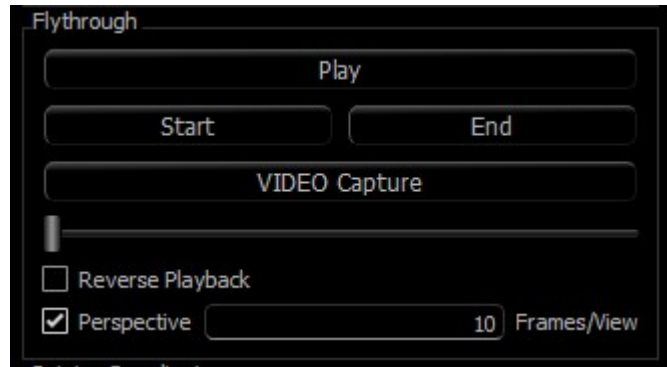 Flythrough
Play
Start End
VIDEO Capture
Reverse Playback
Perspective 10 Frames/View